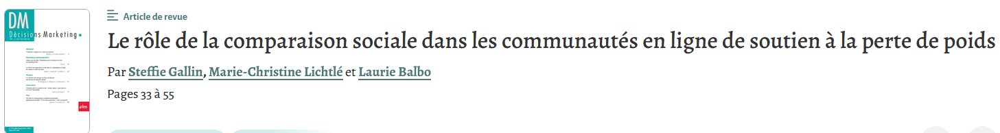 DM
Décisions Marketing
Article de revue
Le rôle de la comparaison sociale dans les communautés en ligne de soutien à la perte de poids
Par Steffie Gallin, Marie-Christine Lichtlé et Laurie Balbo
Pages 33 à 55
afm